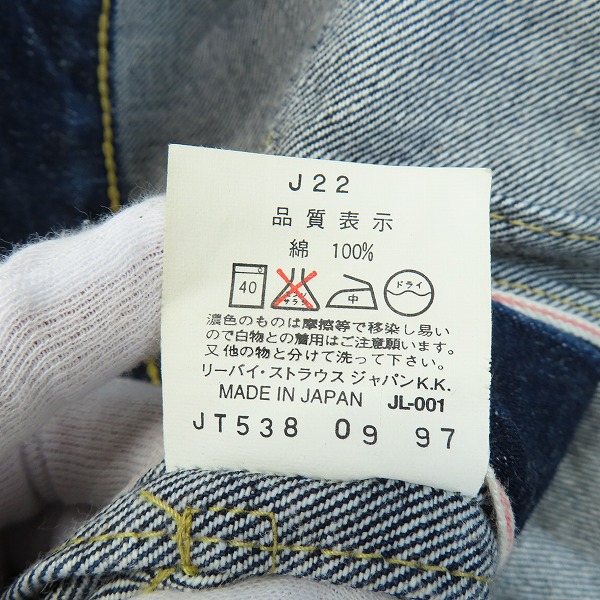 J22
品質表示
綿 100%
40 エンソ サラシ 中 ドライ
濃色のものは摩擦等で移染し易い
ので白物との着用はご注意願います。
又他の物と分けて洗って下さい。
リーバイ・ストラウス ジャパンK.K.
MADE IN JAPAN JL-001
JT538 09 97